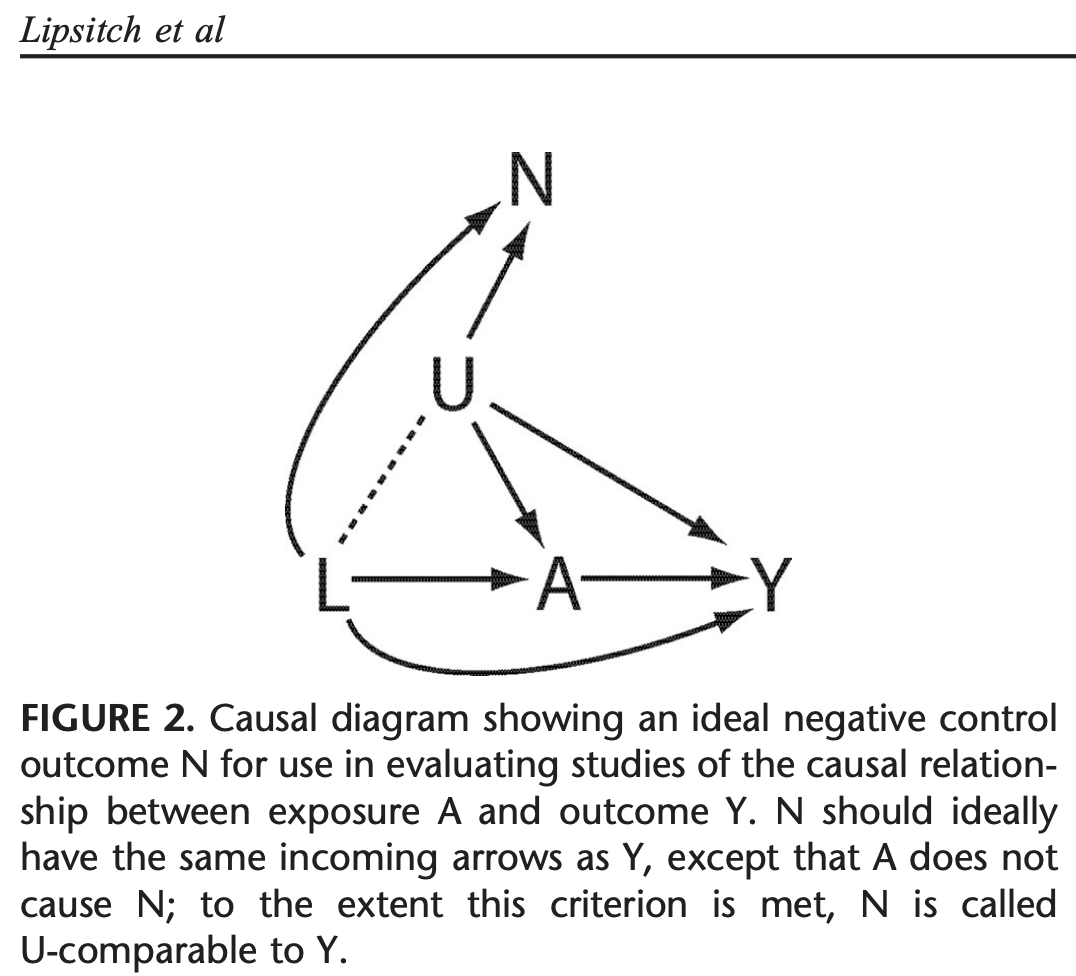 Lipsitch et al
N
U
L
A
Y
FIGURE 2. Causal diagram showing an ideal negative control
outcome N for use in evaluating studies of the causal relation-
ship between exposure A and outcome Y. N should ideally
have the same incoming arrows as Y, except that A does not
cause N; to the extent this criterion is met, N is called
U-comparable to Y.